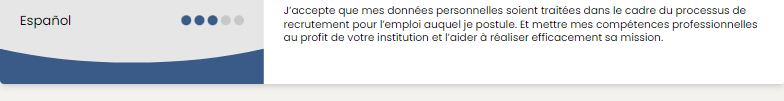 Español
J’accepte que mes données personnelles soient traitées dans le cadre du processus de
recrutement pour l’emploi auquel je postule. Et mettre mes compétences professionnelles
au profit de votre institution et l’aider à réaliser efficacement sa mission.